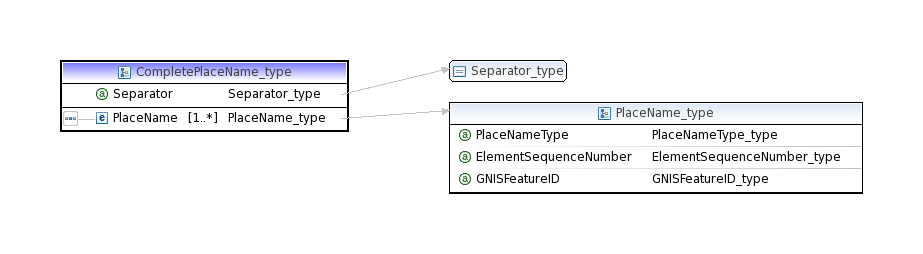 CompletePlaceName_type
a Separator Separator_type
e PlaceName [1..*] PlaceName_type
Separator_type
PlaceName_type
a PlaceNameType PlaceNameType_type
a ElementSequenceNumber ElementSequenceNumber_type
a GNISFeatureID GNISFeatureID_type